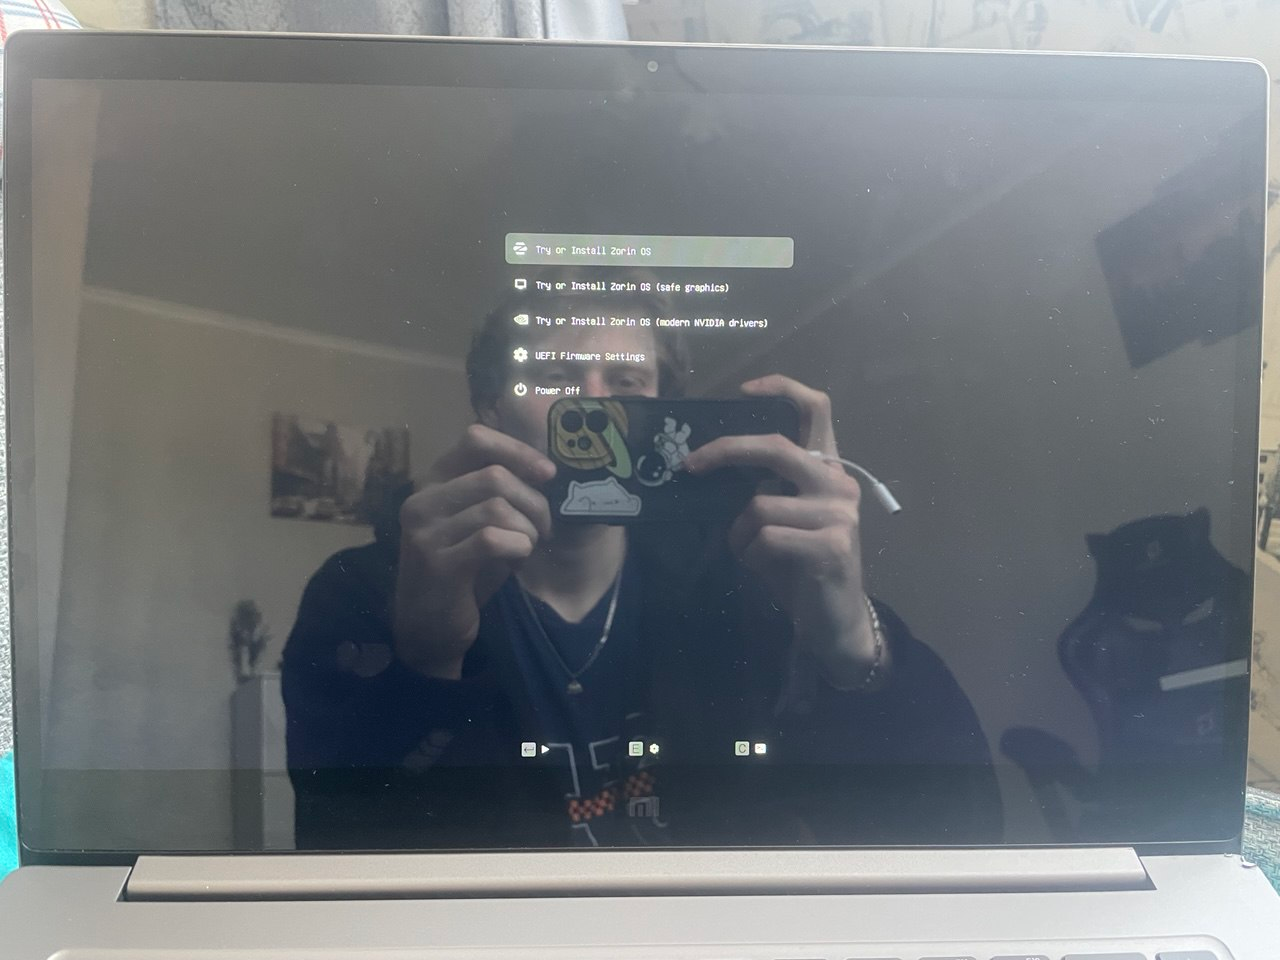 Try or Install Zorin OS
Try or Install Zorin OS (safe graphics)
Try or Install Zorin OS (modern NVIDIA drivers)
UEFI Firmware Settings
Power Off
E
C